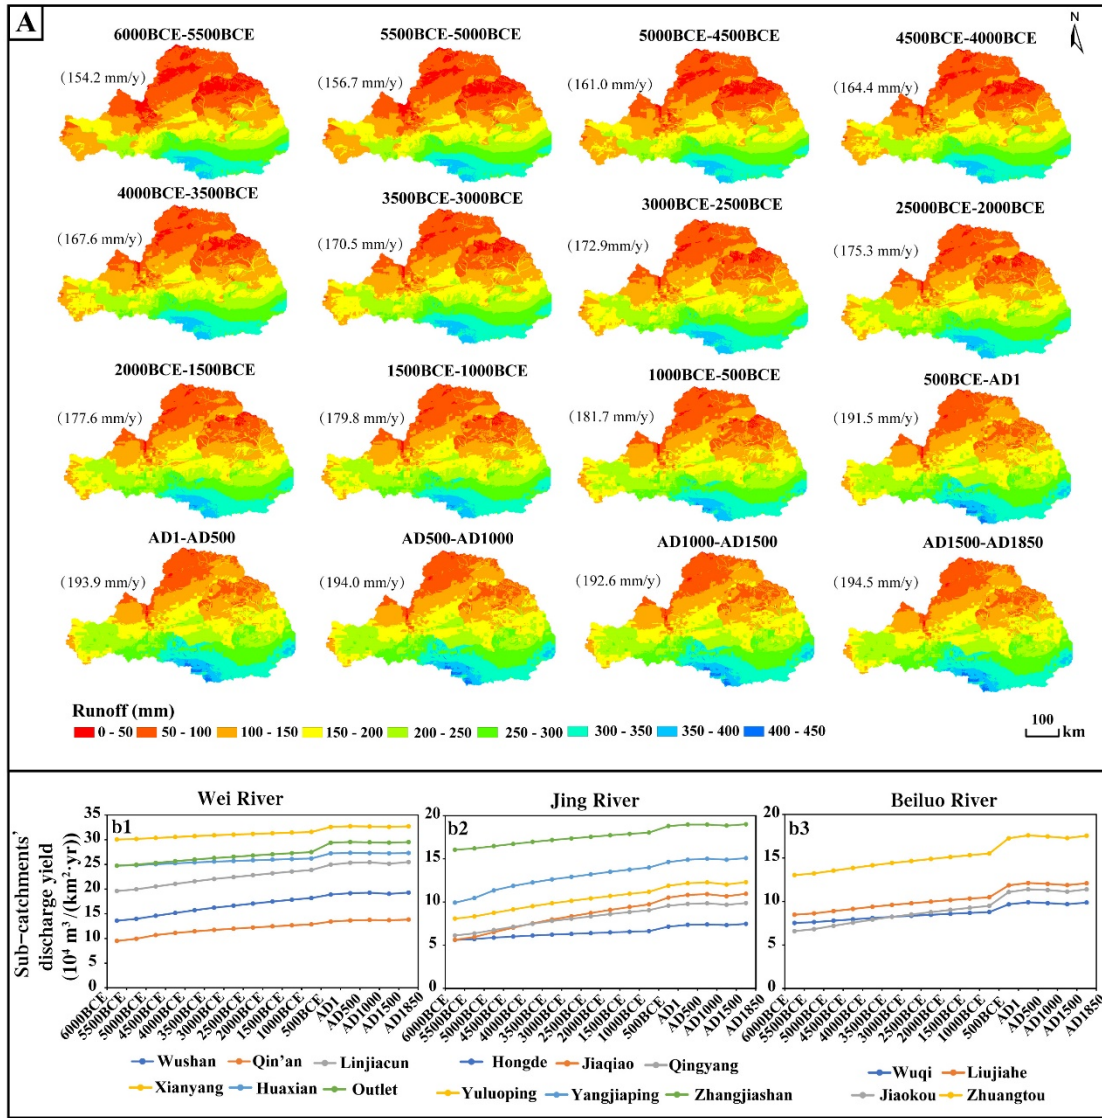 A
N
6000BCE-5500BCE 5500BCE-5000BCE 5000BCE-4500BCE 4500BCE-4000BCE
(154.2 mm/y) (156.7 mm/y) (161.0 mm/y) (164.4 mm/y)
4000BCE-3500BCE 3500BCE-3000BCE 3000BCE-2500BCE 25000BCE-2000BCE
(167.6 mm/y) (170.5 mm/y) (172.9mm/y) (175.3 mm/y)
2000BCE-1500BCE 1500BCE-1000BCE 1000BCE-500BCE 500BCE-AD1
(177.6 mm/y) (179.8 mm/y) (181.7 mm/y) (191.5 mm/y)
AD1-AD500 AD500-AD1000 AD1000-AD1500 AD1500-AD1850
(193.9 mm/y) (194.0 mm/y) (192.6 mm/y) (194.5 mm/y)
Runoff (mm)
0 - 50 50 - 100 100 - 150 150 - 200 200 - 250 250 - 300 300 - 350 350 - 400 400 - 450
100
km
Sub-catchments'
discharge yield
(10⁴ m³ /(km²·yr))
Wei River
b1
35
30
25
20
15
10
5
0
6000BCE
5500BCE
5000BCE
4500BCE
4000BCE
3500BCE
3000BCE
2500BCE
2000BCE
1500BCE
1000BCE
500BCE
AD1
AD500
AD1000
AD1500
AD1850
Wushan Qin'an Linjiacun
Xianyang Huaxian Outlet
Jing River
b2
20
15
10
5
0
6000BCE
5500BCE
5000BCE
4500BCE
4000BCE
3500BCE
3000BCE
2500BCE
2000BCE
1500BCE
1000BCE
500BCE
AD1
AD500
AD1000
AD1500
AD1850
Hongde Jiaqiao Qingyang
Yuluoping Yangjiaping Zhangjiashan
Beiluo River
b3
20
15
10
5
0
6000BCE
5500BCE
5000BCE
4500BCE
4000BCE
3500BCE
3000BCE
2500BCE
2000BCE
1500BCE
1000BCE
500BCE
AD1
AD500
AD1000
AD1500
AD1850
Wuqi Liujiahe
Jiaokou Zhuangtou